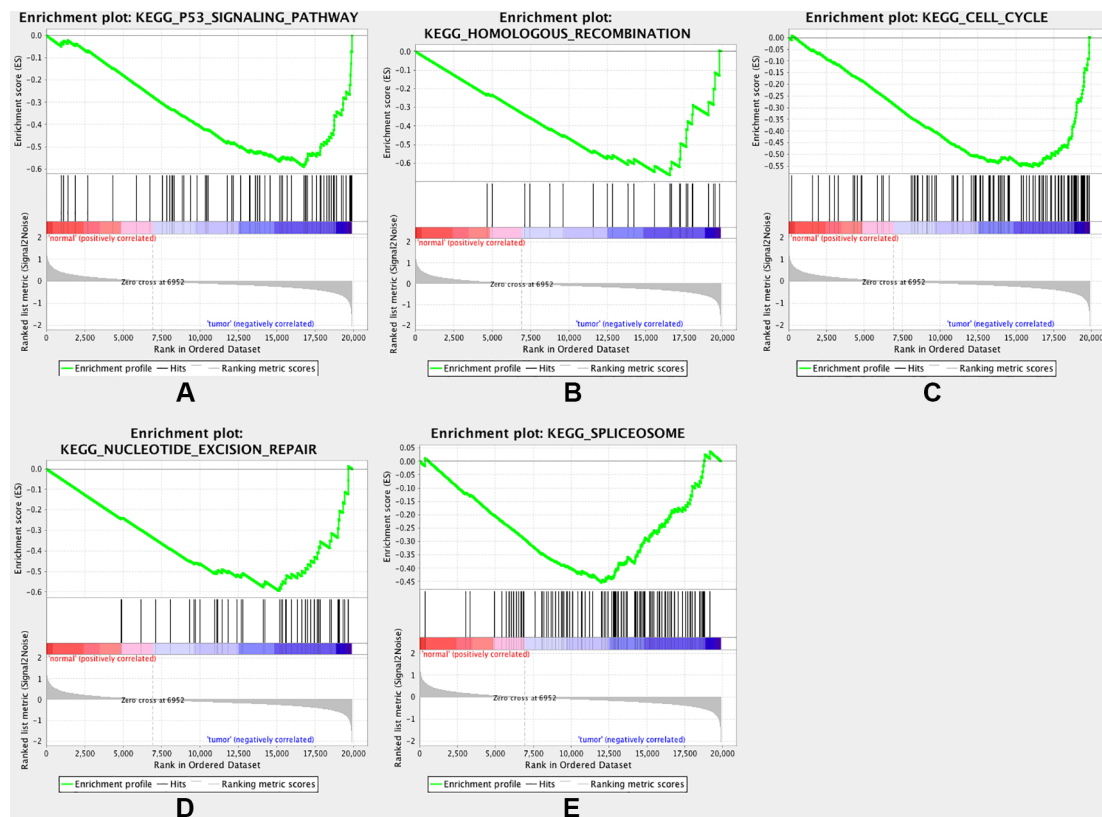 Enrichment plot: KEGG_P53_SIGNALING_PATHWAY
Enrichment score (ES)
0.0
-0.1
-0.2
-0.3
-0.4
-0.5
-0.6
Ranked list metric (Signal2Noise)
2
1
0
-1
-2
'normal' (positively correlated)
Zero cross at 6952
'tumor' (negatively correlated)
0 2,500 5,000 7,500 10,000 12,500 15,000 17,500 20,000
Rank in Ordered Dataset
Enrichment profile Hits Ranking metric scores
A
Enrichment plot:
KEGG_HOMOLOGOUS_RECOMBINATION
Enrichment score (ES)
0.0
-0.1
-0.2
-0.3
-0.4
-0.5
-0.6
Ranked list metric (Signal2Noise)
2
1
0
-1
-2
'normal' (positively correlated)
Zero cross at 6952
'tumor' (negatively correlated)
0 2,500 5,000 7,500 10,000 12,500 15,000 17,500 20,000
Rank in Ordered Dataset
Enrichment profile Hits Ranking metric scores
B
Enrichment plot: KEGG_CELL_CYCLE
Enrichment score (ES)
0.00
-0.05
-0.10
-0.15
-0.20
-0.25
-0.30
-0.35
-0.40
-0.45
-0.50
-0.55
Ranked list metric (Signal2Noise)
2
1
0
-1
-2
'normal' (positively correlated)
Zero cross at 6952
'tumor' (negatively correlated)
0 2,500 5,000 7,500 10,000 12,500 15,000 17,500 20,000
Rank in Ordered Dataset
Enrichment profile Hits Ranking metric scores
C
Enrichment plot:
KEGG_NUCLEOTIDE_EXCISION_REPAIR
Enrichment score (ES)
0.0
-0.1
-0.2
-0.3
-0.4
-0.5
-0.6
Ranked list metric (Signal2Noise)
2
1
0
-1
-2
'normal' (positively correlated)
Zero cross at 6952
'tumor' (negatively correlated)
0 2,500 5,000 7,500 10,000 12,500 15,000 17,500 20,000
Rank in Ordered Dataset
Enrichment profile Hits Ranking metric scores
D
Enrichment plot: KEGG_SPLICEOSOME
Enrichment score (ES)
0.05
0.00
-0.05
-0.10
-0.15
-0.20
-0.25
-0.30
-0.35
-0.40
-0.45
Ranked list metric (Signal2Noise)
2
1
0
-1
-2
'normal' (positively correlated)
Zero cross at 6952
'tumor' (negatively correlated)
0 2,500 5,000 7,500 10,000 12,500 15,000 17,500 20,000
Rank in Ordered Dataset
Enrichment profile Hits Ranking metric scores
E